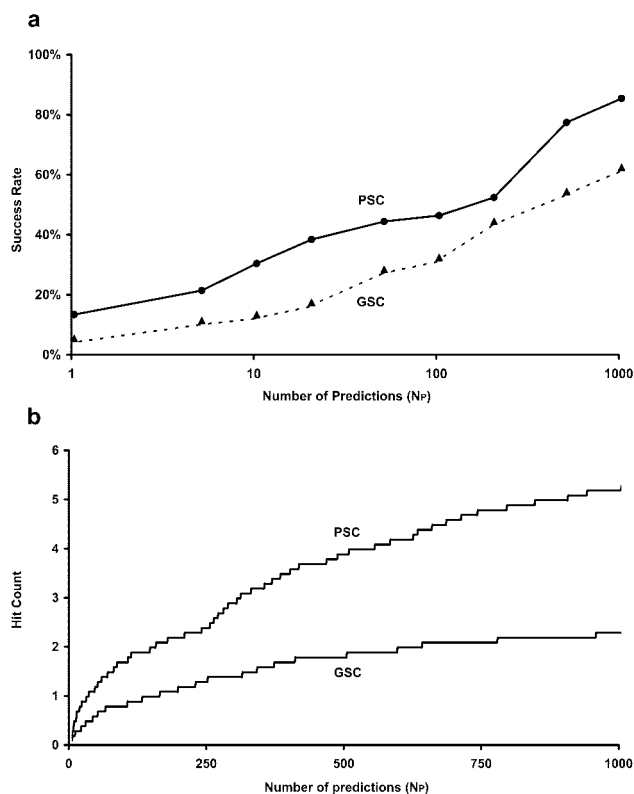 a
100%
80%
60%
40%
20%
0%
Success Rate
PSC
GSC
1 10 100 1000
Number of Predictions (NP)
b
6
5
4
3
2
1
0
Hit Count
PSC
GSC
0 250 500 750 1000
Number of predictions (NP)